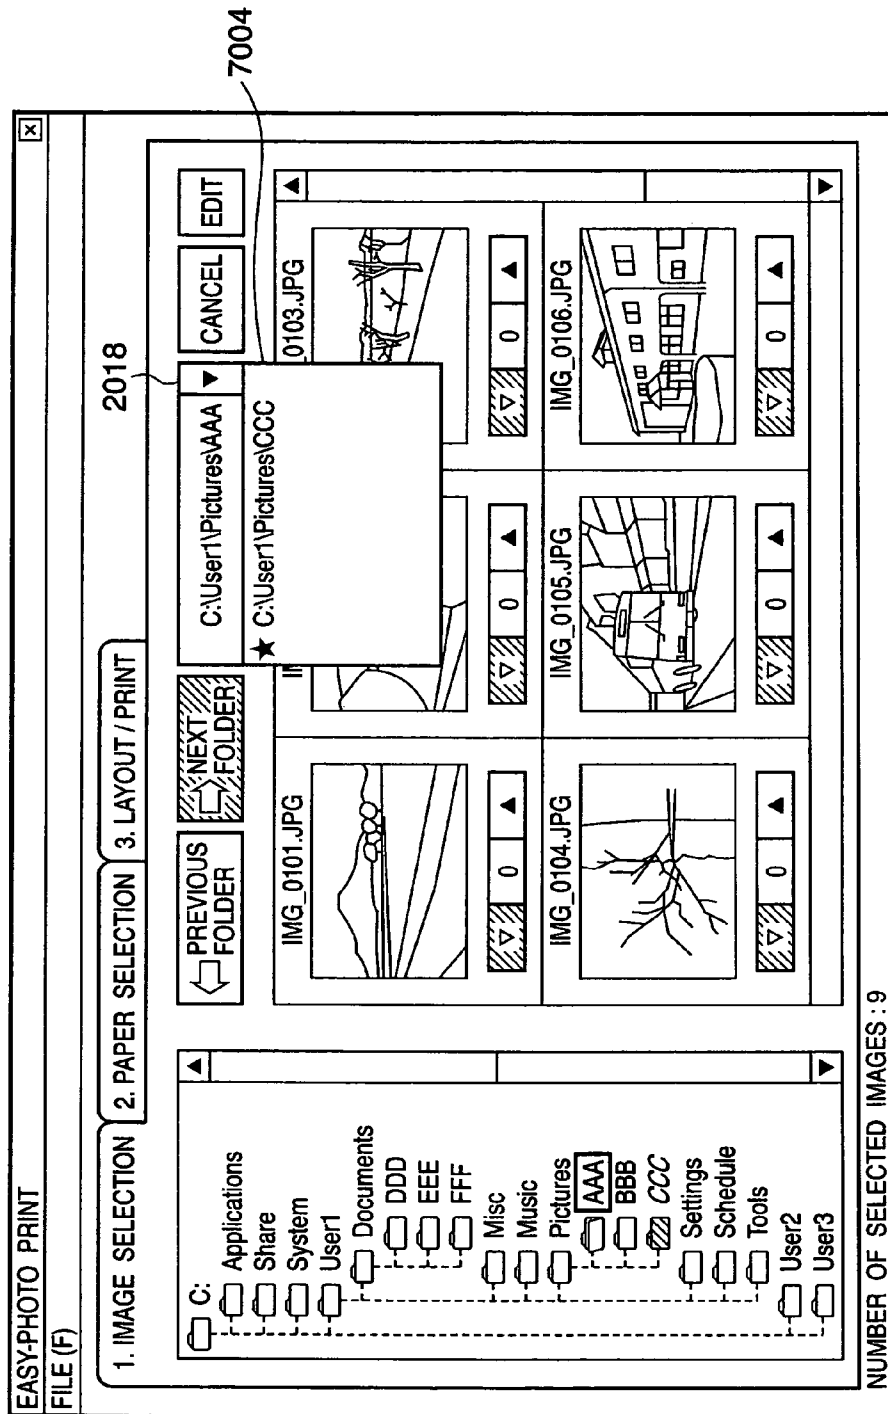 EASY-PHOTO PRINT
FILE (F)
1. IMAGE SELECTION
2. PAPER SELECTION
3. LAYOUT / PRINT
2018
7004
C:
Applications
Share
System
User1
Documents
DDD
EEE
FFF
Misc
Music
Pictures
AAA
BBB
CCC
Settings
Schedule
Tools
User2
User3
PREVIOUS
FOLDER
NEXT
FOLDER
C:\User1\Pictures\AAA
★ C:\User1\Pictures\CCC
CANCEL
EDIT
IMG_0101.JPG
0
_0103.JPG
0
0
IMG_0104.JPG
0
IMG_0105.JPG
0
IMG_0106.JPG
0
NUMBER OF SELECTED IMAGES : 9